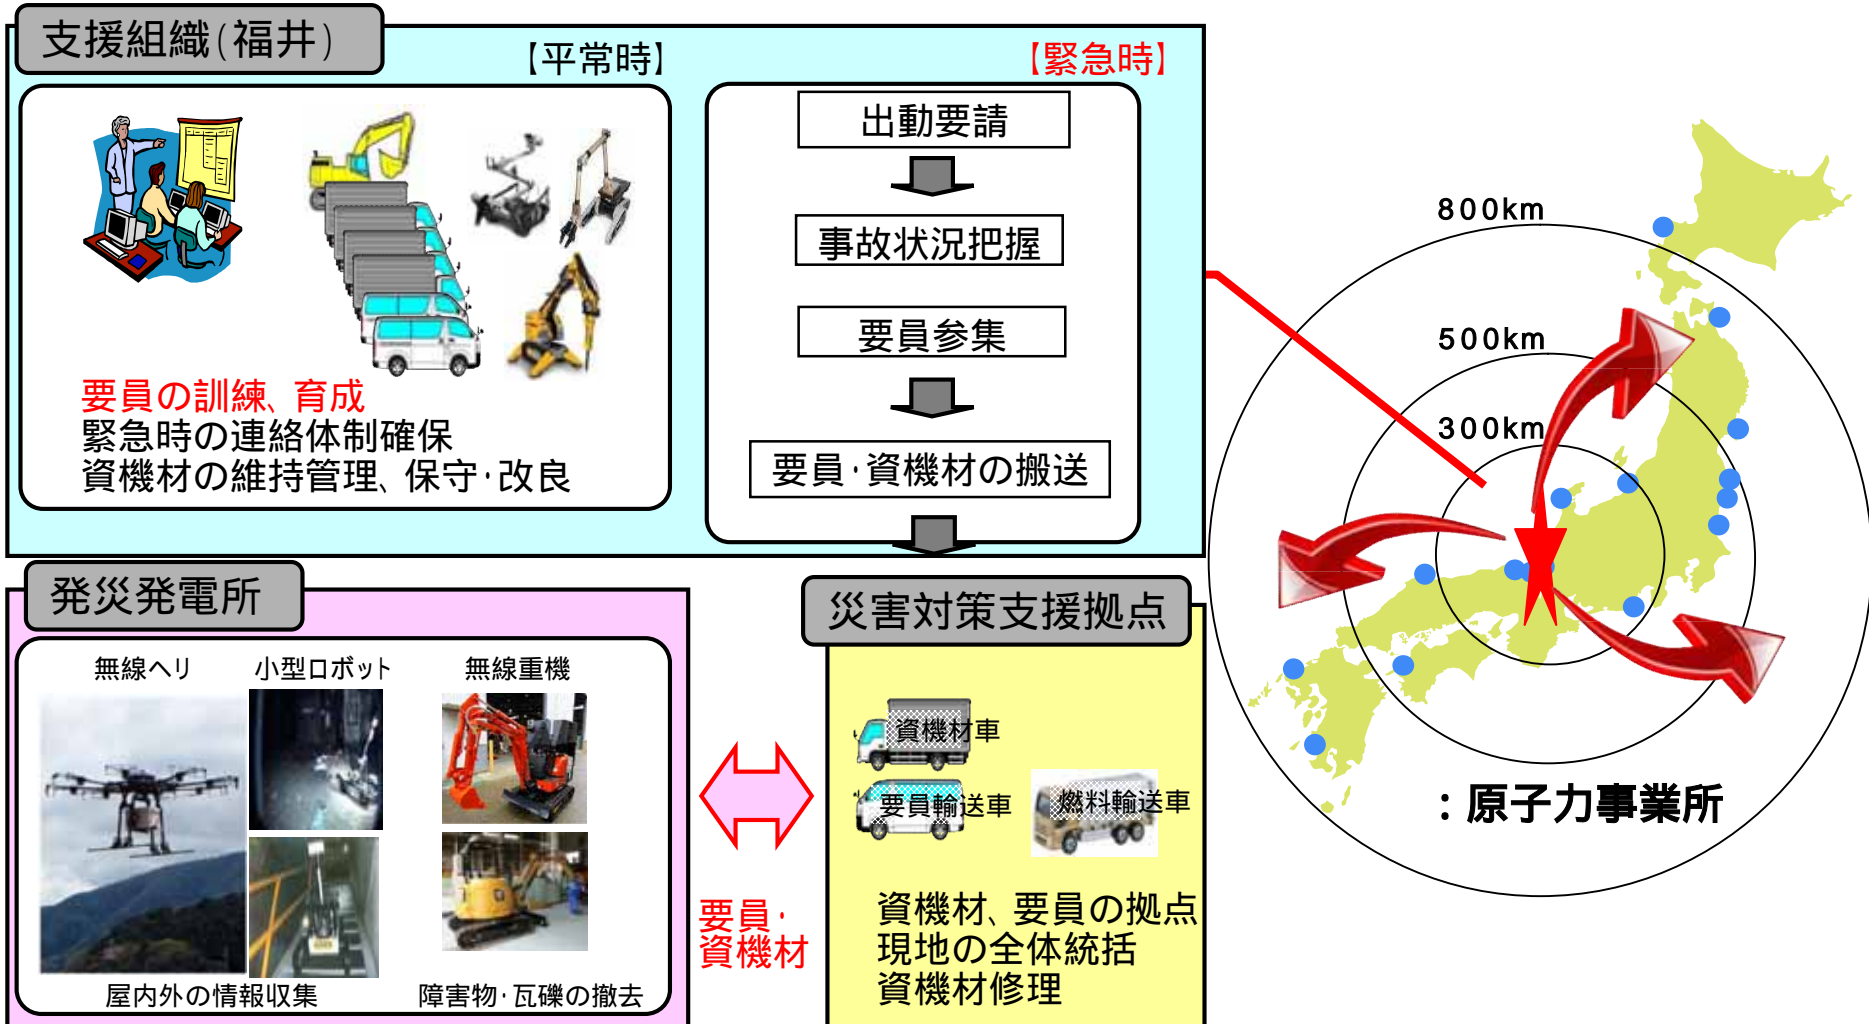 支援組織(福井)
【平常時】
【緊急時】
要員の訓練、育成
緊急時の連絡体制確保
資機材の維持管理、保守・改良
出動要請
事故状況把握
要員参集
要員・資機材の搬送
発災発電所
無線ヘリ
小型ロボット
無線重機
屋内外の情報収集
障害物・瓦礫の撤去
要員・
資機材
災害対策支援拠点
資機材車
要員輸送車
燃料輸送車
資機材、要員の拠点
現地の全体統括
資機材修理
800km
500km
300km
：原子力事業所